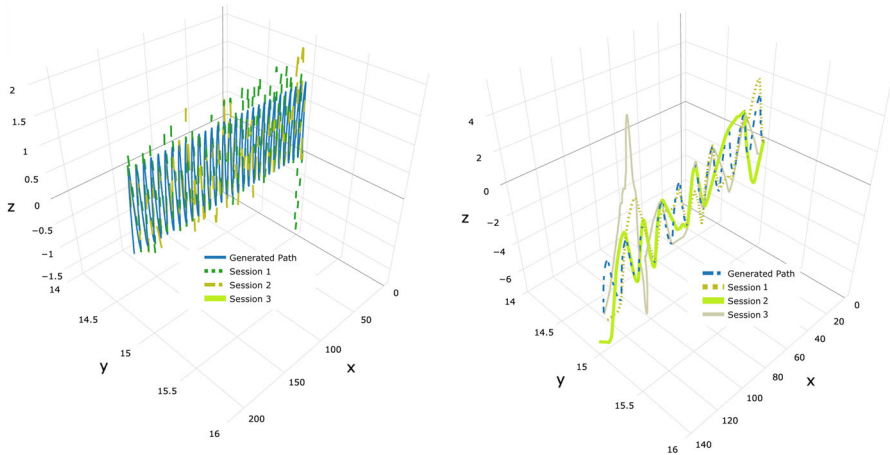 2
1.5
1
0.5
0
−0.5
−1
−1.5
z
14
14.5
15
15.5
16
y
0
50
100
150
200
x
Generated Path
Session 1
Session 2
Session 3
4
2
0
−2
−4
−6
z
14
14.5
15
15.5
16
y
0
20
40
60
80
100
120
140
x
Generated Path
Session 1
Session 2
Session 3